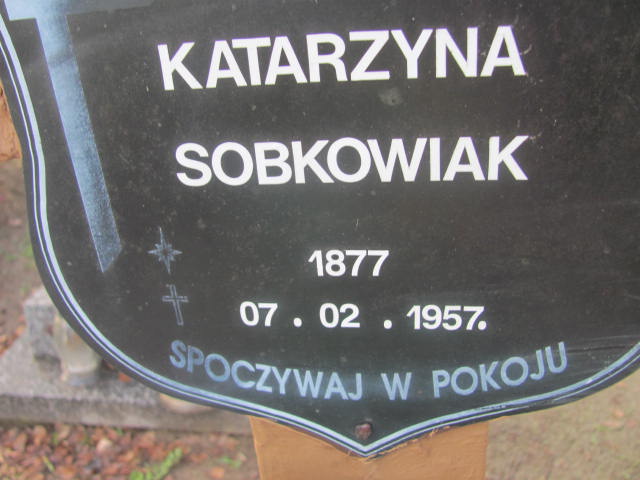 KATARZYNA
SOBKOWIAK
1877
07.02.1957.
SPOCZYWAJ W POKOJU